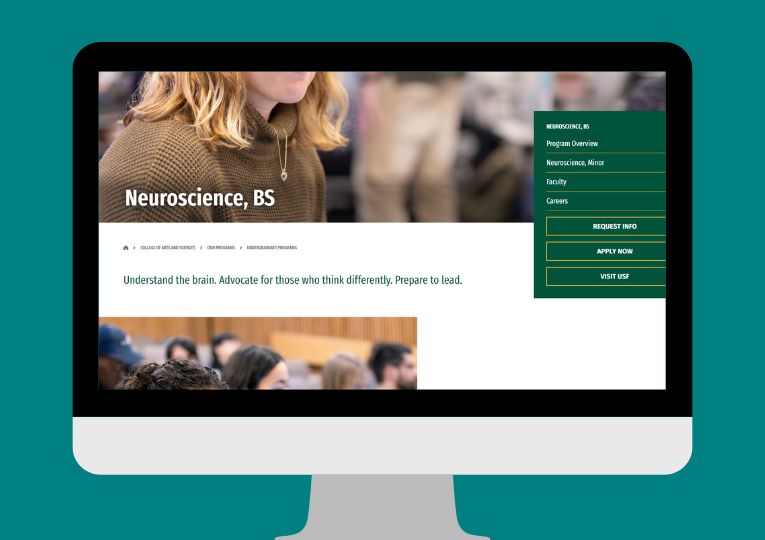 Neuroscience, BS
COLLEGE OF ARTS AND SCIENCES > OUR PROGRAMS > UNDERGRADUATE PROGRAMS
Understand the brain. Advocate for those who think differently. Prepare to lead.
NEUROSCIENCE, BS
Program Overview
Neuroscience, Minor
Faculty
Careers
REQUEST INFO
APPLY NOW
VISIT USF